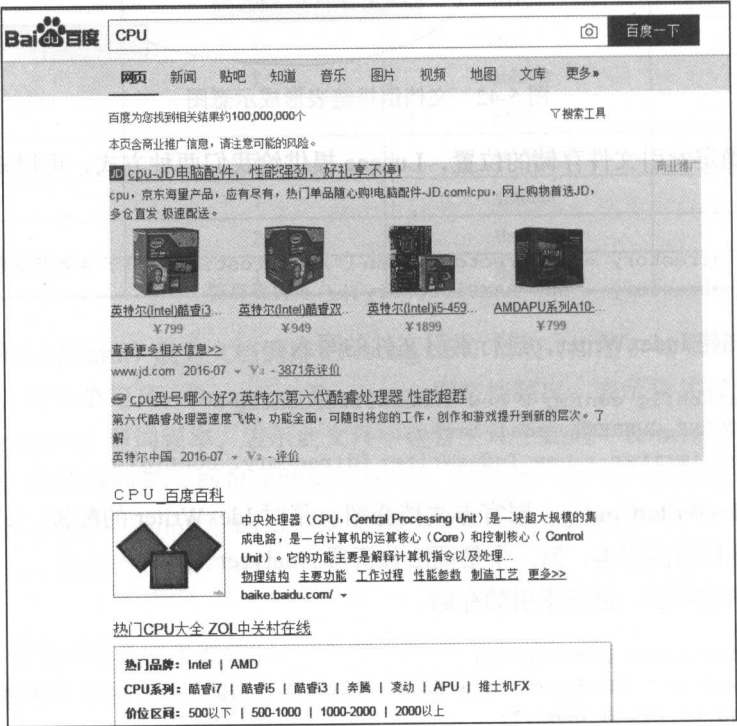 Bai du 百度 CPU 百度一下
网页 新闻 贴吧 知道 音乐 图片 视频 地图 文库 更多»
百度为您找到相关结果约100,000,000个 搜索工具
本页含商业推广信息，请注意可能的风险。
商业推广
JD cpu-JD电脑配件，性能强劲，好礼享不停!
cpu，京东海量产品，应有尽有，热门单品随心购!电脑配件-JD.com!cpu，网上购物首选JD，
多仓直发 极速配送。
英特尔(Intel)酷睿i3... 英特尔(Intel)酷睿双... 英特尔(Intel)i5-459... AMDAPU系列A10-...
￥799 ￥949 ￥1899 ￥799
查看更多相关信息>>
www.jd.com 2016-07 V3 - 3871条评价
cpu型号哪个好?英特尔第六代酷睿处理器 性能超群
第六代酷睿处理器速度飞快，功能全面，可随时将您的工作，创作和游戏提升到新的层次。了
解
英特尔中国 2016-07 V3 - 评价
CPU_百度百科
中央处理器（CPU，Central Processing Unit）是一块超大规模的集
成电路，是一台计算机的运算核心（Core）和控制核心（ Control
Unit）。它的功能主要是解释计算机指令以及处理...
物理结构 主要功能 工作过程 性能参数 制造工艺 更多>>
baike.baidu.com/
热门CPU大全 ZOL中关村在线
热门品牌：Intel | AMD
CPU系列：酷睿i7 | 酷睿i5 | 酷睿i3 | 奔腾 | 凌动 | APU | 推土机FX
价位区间：500以下 | 500-1000 | 1000-2000 | 2000以上